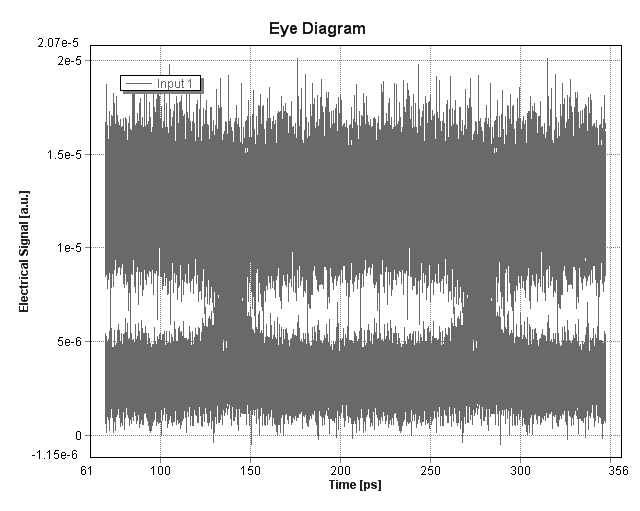 Eye Diagram
2.07e-5
2e-5
Input 1
1.5e-5
1e-5
5e-6
0
-1.15e-6
Electrical Signal [a.u.]
61 100 150 200 250 300 356
Time [ps]